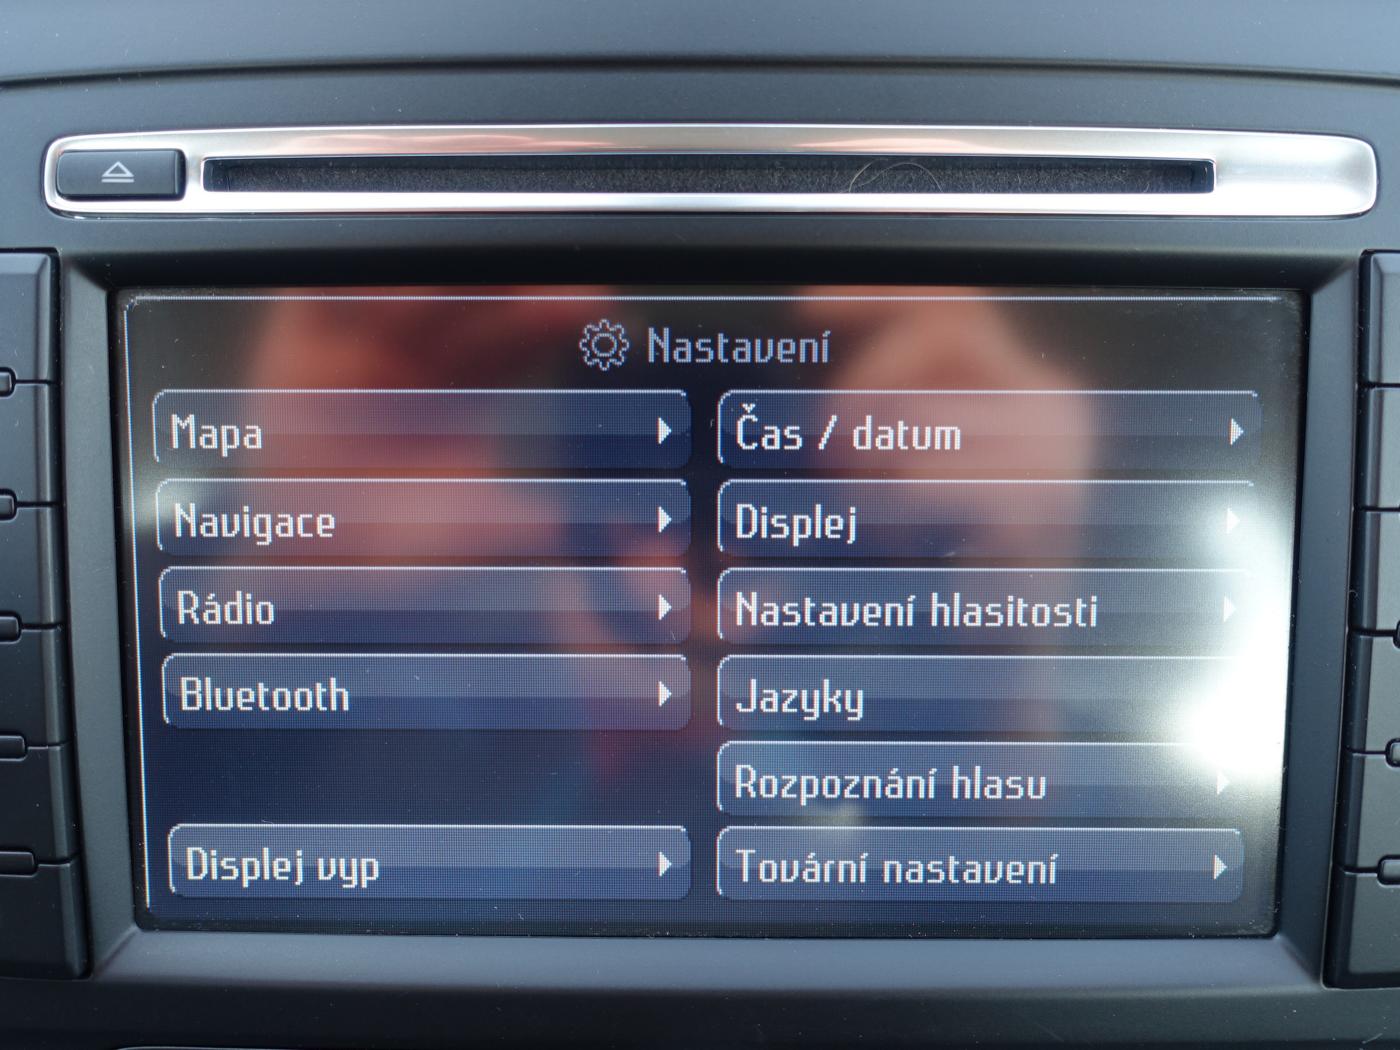 Nastavení
Mapa
Navigace
Rádio
Bluetooth
Displej vyp
Čas / datum
Displej
Nastavení hlasitosti
Jazyky
Rozpoznání hlasu
Tovární nastavení